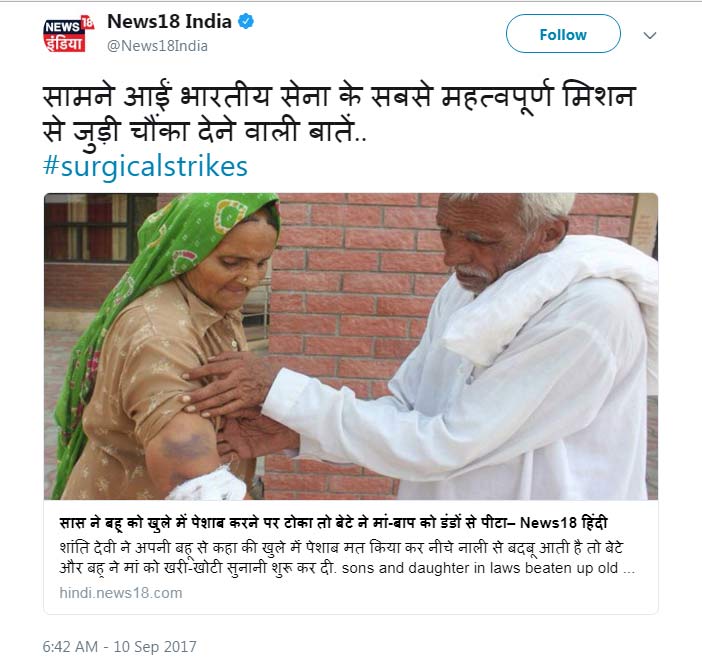 NEWS 18
इंडिया
News18 India
@News18India
Follow
सामने आईं भारतीय सेना के सबसे महत्वपूर्ण मिशन
से जुड़ी चौंका देने वाली बातें..
#surgicalstrikes
सास ने बहू को खुले में पेशाब करने पर टोका तो बेटे ने मां-बाप को डंडों से पीटा– News18 हिंदी
शांति देवी ने अपनी बहू से कहा की खुले में पेशाब मत किया कर नीचे नाली से बदबू आती है तो बेटे
और बहू ने मां को खरी-खोटी सुनानी शुरू कर दी. sons and daughter in laws beaten up old ...
hindi.news18.com
6:42 AM - 10 Sep 2017